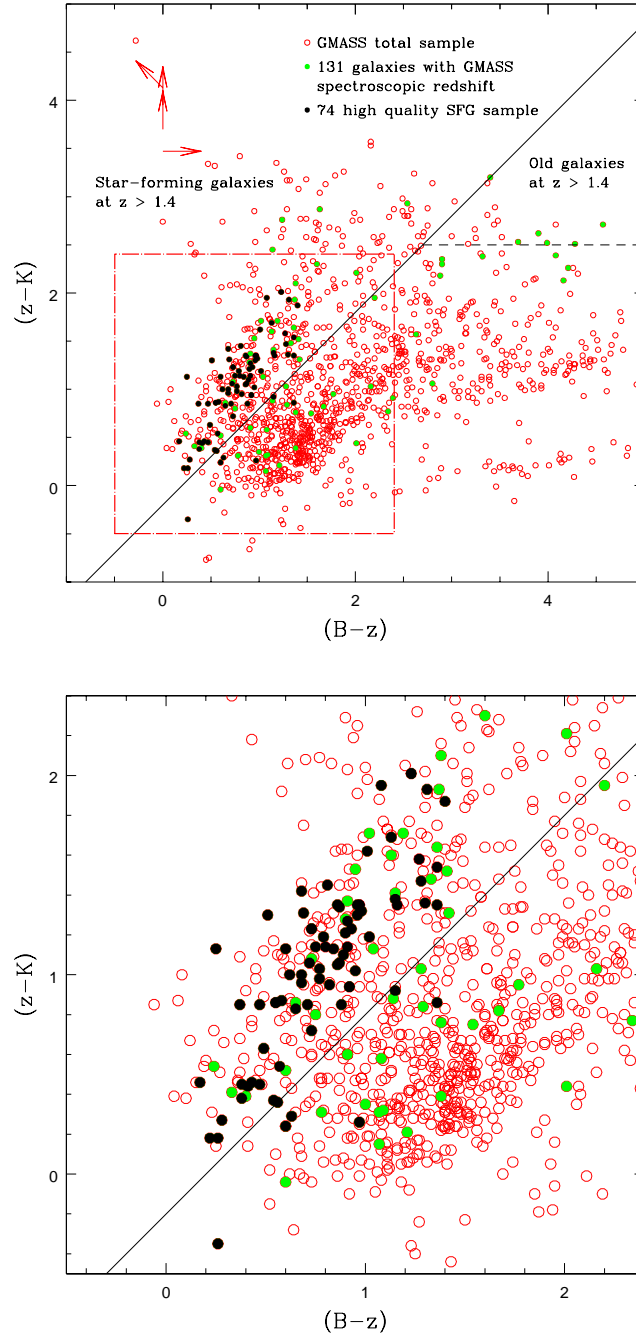 GMASS total sample
131 galaxies with GMASS
spectroscopic redshift
74 high quality SFG sample
Star-forming galaxies
at z > 1.4
Old galaxies
at z > 1.4
4
2
0
(z-K)
0
2
4
(B-z)
2
1
0
(z-K)
0
1
2
(B-z)